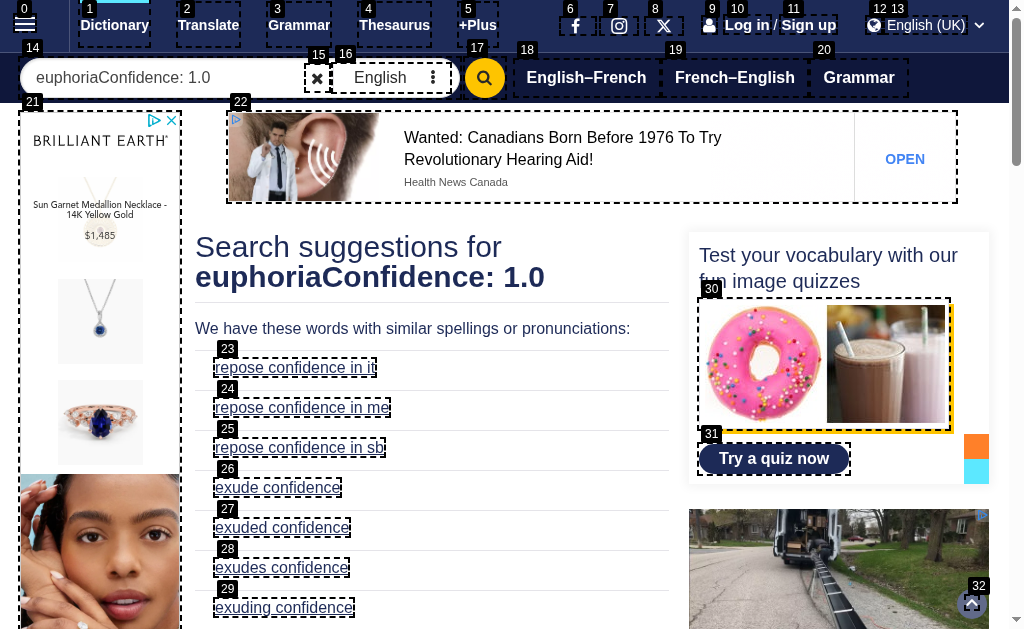 0 1 2 3 4 5 6 7 8 9 10 11 12 13
Dictionary Translate Grammar Thesaurus +Plus Log in / Sign up English (UK)
14 15 16 17 18 19 20
euphoriaConfidence: 1.0 English English–French French–English Grammar
21 22
BRILLIANT EARTH
Sun Garnet Medallion Necklace -
14K Yellow Gold
$1,485
Wanted: Canadians Born Before 1976 To Try
Revolutionary Hearing Aid!
Health News Canada
OPEN
Search suggestions for
euphoriaConfidence: 1.0
We have these words with similar spellings or pronunciations:
23
repose confidence in it
24
repose confidence in me
25
repose confidence in sb
26
exude confidence
27
exuded confidence
28
exudes confidence
29
exuding confidence
Test your vocabulary with our
fun image quizzes
30
31
Try a quiz now
32